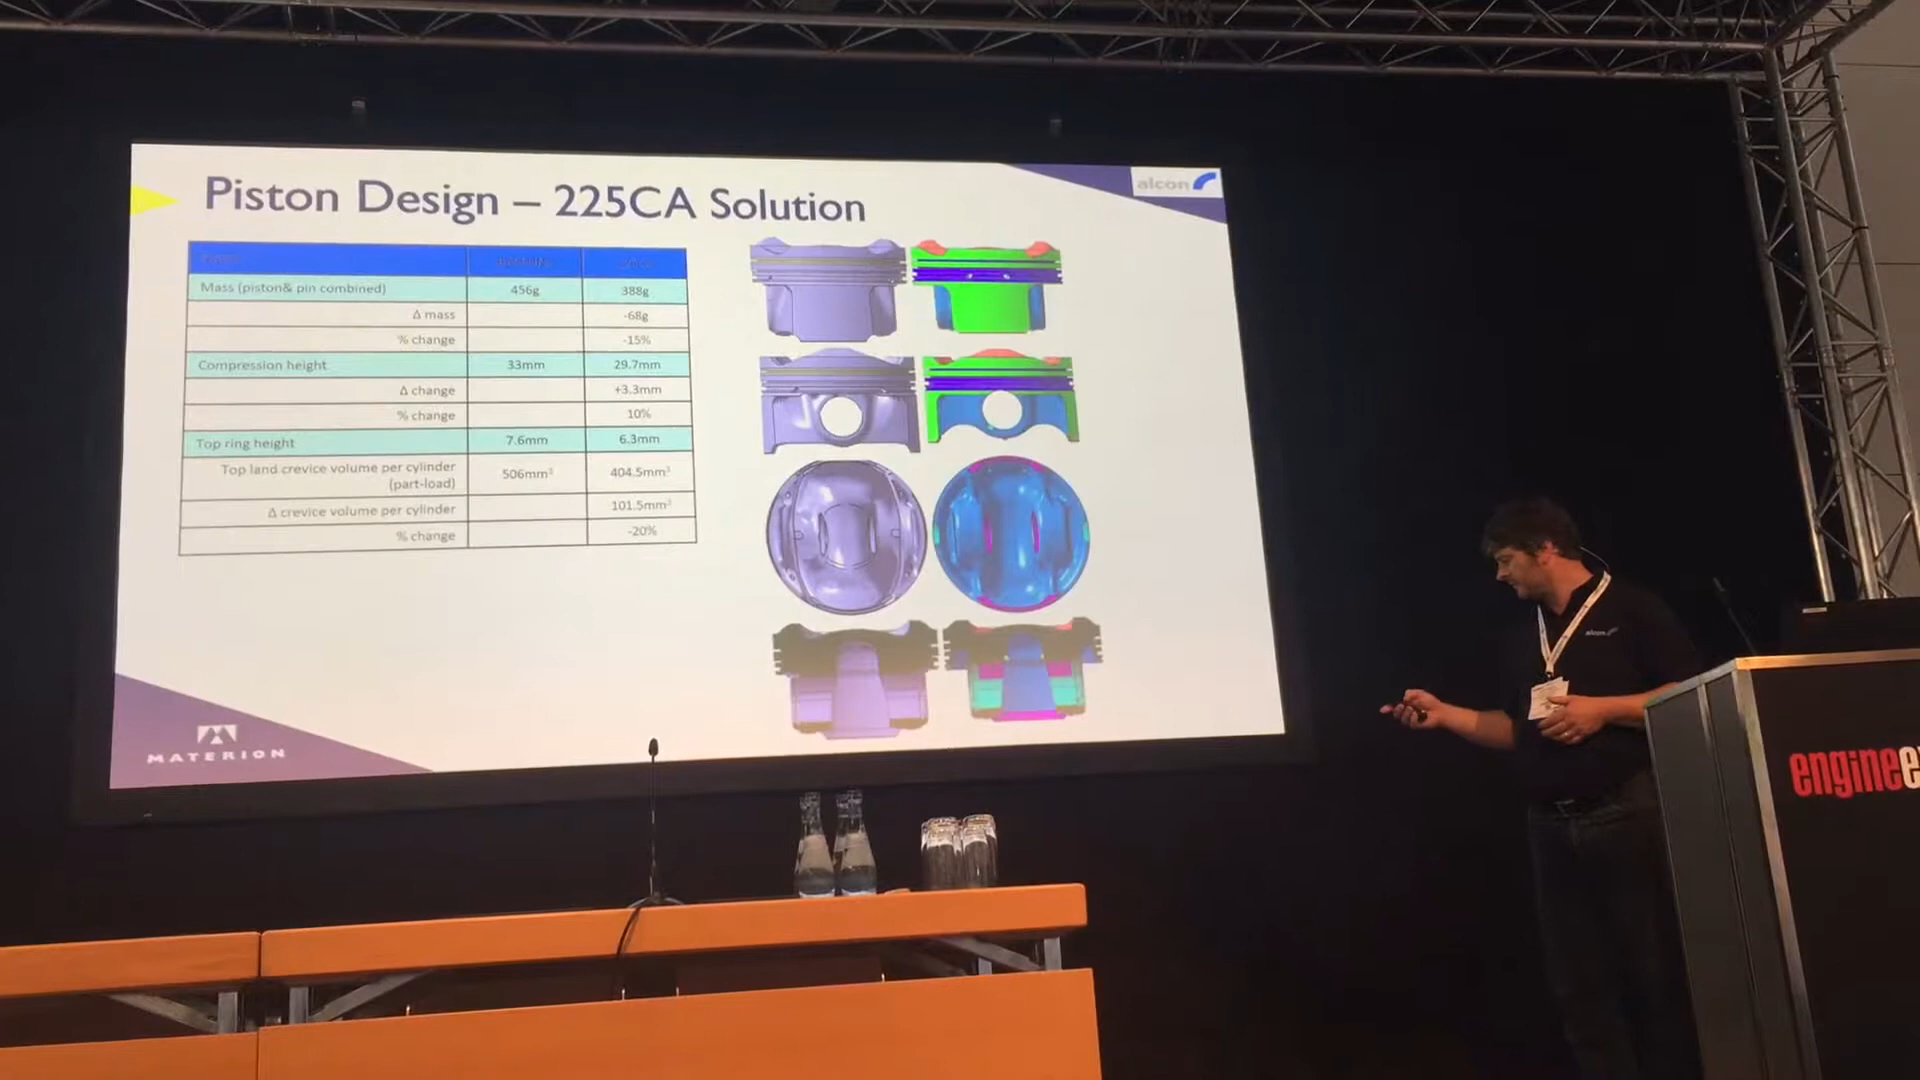 Piston Design – 225CA Solution
alcon
Mass (piston& pin combined) 456g 388g
Δ mass -68g
% change -15%
Compression height 33mm 29.7mm
Δ change +3.3mm
% change 10%
Top ring height 7.6mm 6.3mm
Top land crevice volume per cylinder
(part-load) 506mm³ 404.5mm³
Δ crevice volume per cylinder 101.5mm³
% change -20%
MATERION
alcon
engine